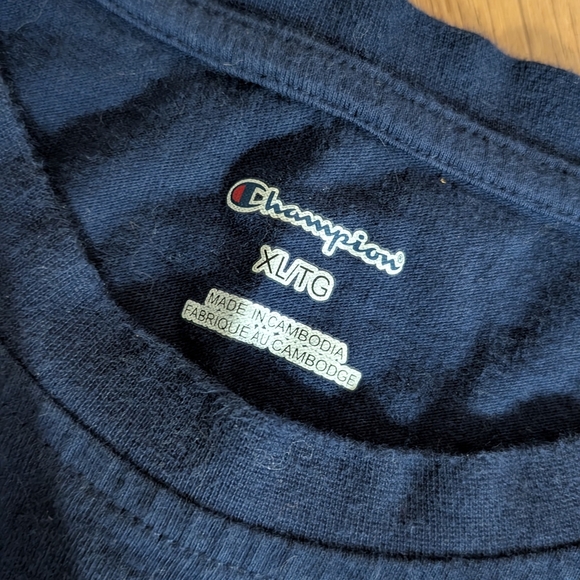 Champion®
XL/TG
MADE IN CAMBODIA
FABRIQUE AU CAMBODGE